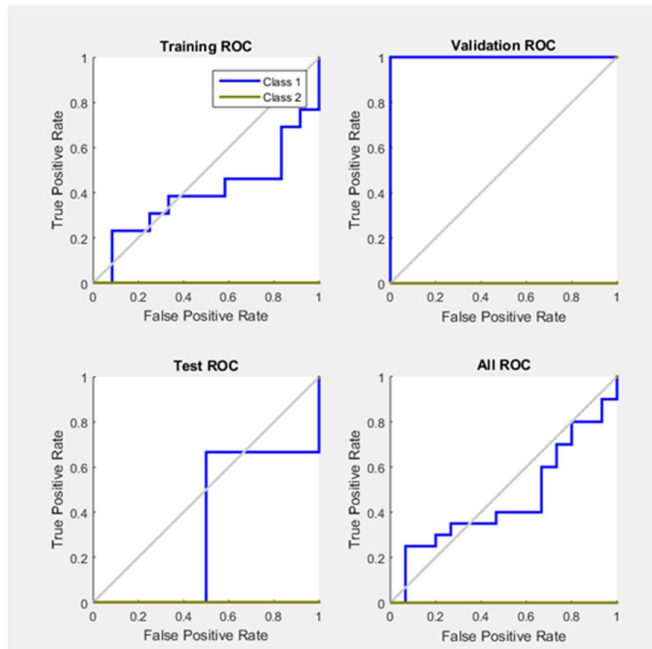 Training ROC
True Positive Rate
1
0.8
0.6
0.4
0.2
0
Class 1
Class 2
0 0.2 0.4 0.6 0.8 1
False Positive Rate
Validation ROC
True Positive Rate
1
0.8
0.6
0.4
0.2
0
0 0.2 0.4 0.6 0.8 1
False Positive Rate
Test ROC
True Positive Rate
1
0.8
0.6
0.4
0.2
0
0 0.2 0.4 0.6 0.8 1
False Positive Rate
All ROC
True Positive Rate
1
0.8
0.6
0.4
0.2
0
0 0.2 0.4 0.6 0.8 1
False Positive Rate